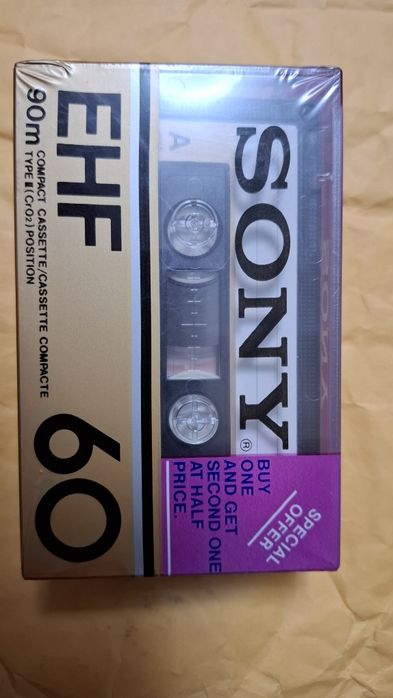 A
SONY®
SPECIAL
OFFER
BUY
ONE
AND GET
SECOND ONE
AT HALF
PRICE.
EHF 60
90m COMPACT CASSETTE/CASSETTE COMPACTE
TYPE II (CrO2) POSITION